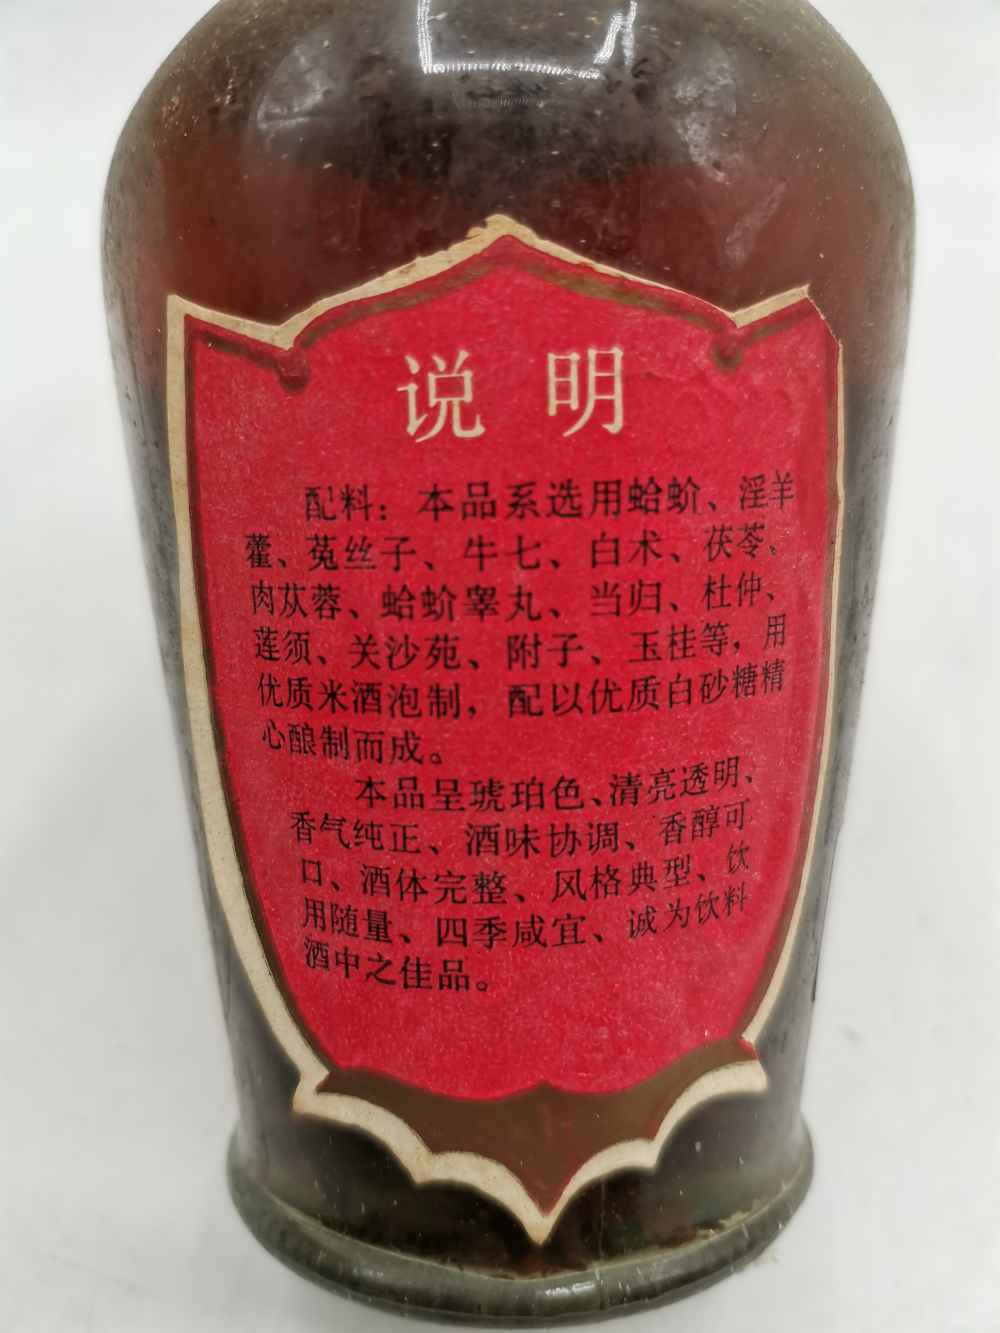 说明
配料：本品系选用蛤蚧、淫羊
藿、菟丝子、牛七、白术、茯苓、
肉苁蓉、蛤蚧睾丸、当归、杜仲、
莲须、关沙苑、附子、玉桂等，用
优质米酒泡制，配以优质白砂糖精
心酿制而成。
本品呈琥珀色、清亮透明、
香气纯正、酒味协调、香醇可
口、酒体完整、风格典型、饮
用随量、四季咸宜、诚为饮料
酒中之佳品。